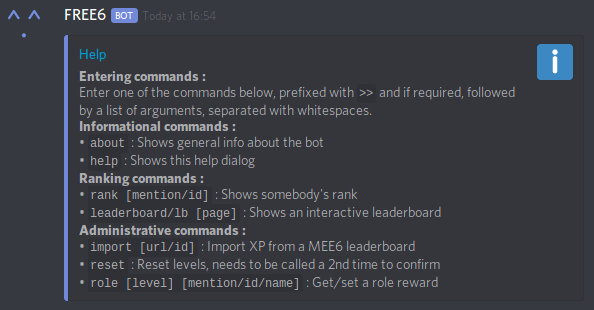 FREE6 BOT Today at 16:54
Help
Entering commands :
Enter one of the commands below, prefixed with >> and if required, followed
by a list of arguments, separated with whitespaces.
Informational commands :
• about : Shows general info about the bot
• help : Shows this help dialog
Ranking commands :
• rank [mention/id] : Shows somebody's rank
• leaderboard/lb [page] : Shows an interactive leaderboard
Administrative commands :
• import [url/id] : Import XP from a MEE6 leaderboard
• reset : Reset levels, needs to be called a 2nd time to confirm
• role [level] [mention/id/name] : Get/set a role reward